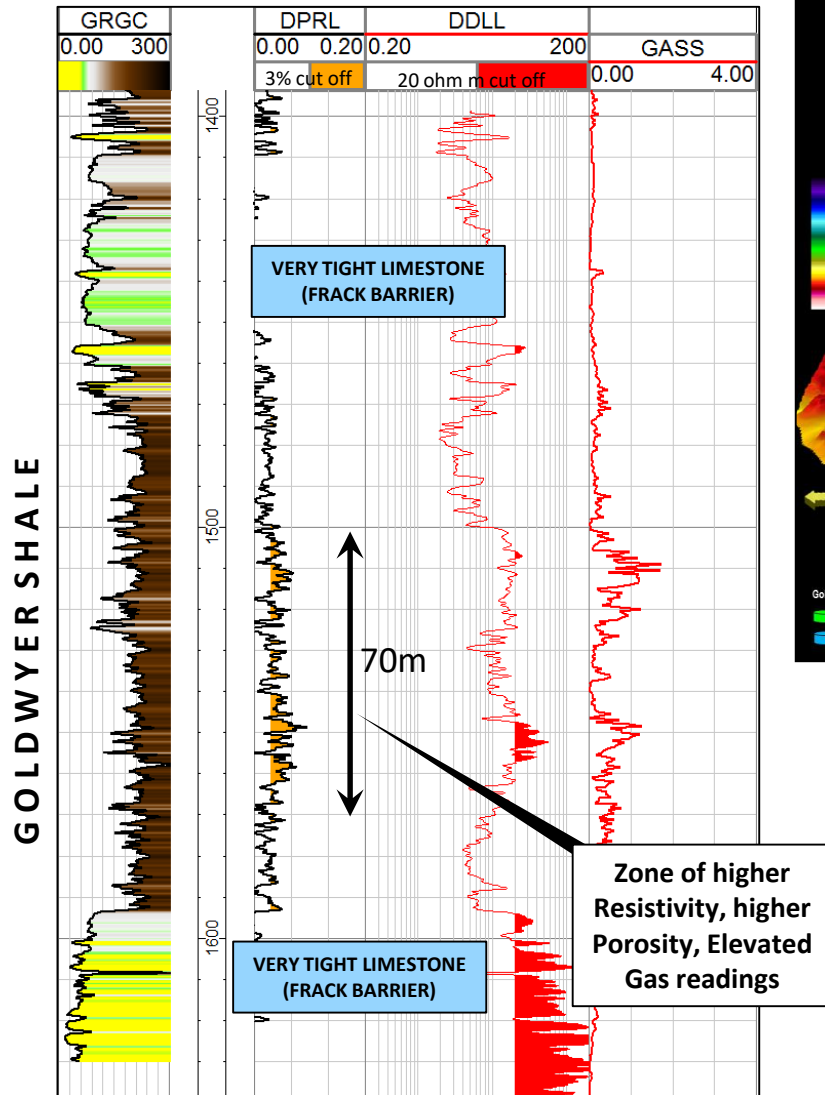 GRGC
DPRL
DDLL
0.00 300
0.00 0.20
0.20 200
GASS
3% cut off
20 ohm m cut off
0.00 4.00
1400
VERY TIGHT LIMESTONE
(FRACK BARRIER)
GOLDWYER SHALE
1500
70m
Go
Zone of higher
Resistivity, higher
Porosity, Elevated
Gas readings
1600
VERY TIGHT LIMESTONE
(FRACK BARRIER)